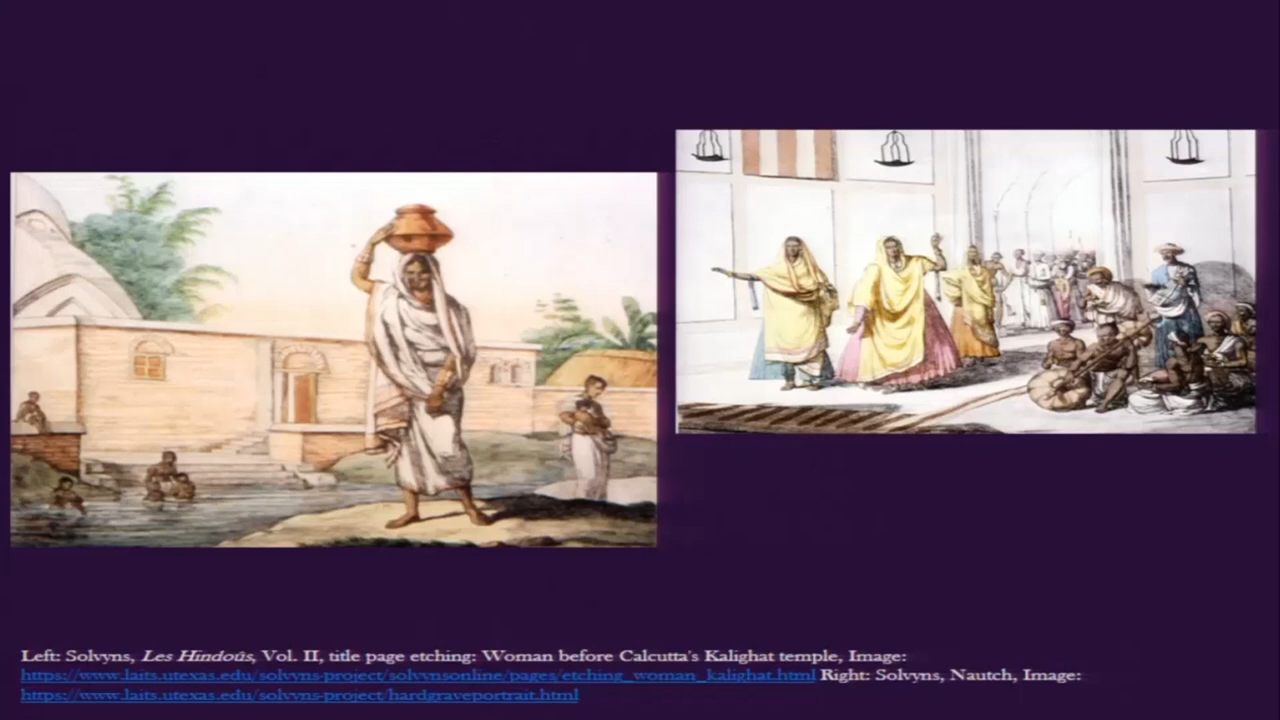 Left: Solvyns, Les Hindoûs, Vol. II, title page etching: Woman before Calcutta's Kalighat temple, Image:
https://www.laits.utexas.edu/solvyns-project/solvynsonline/pages/etching_woman_kalighat.html Right: Solvyns, Nautch, Image:
https://www.laits.utexas.edu/solvyns-project/hardgraveportrait.html